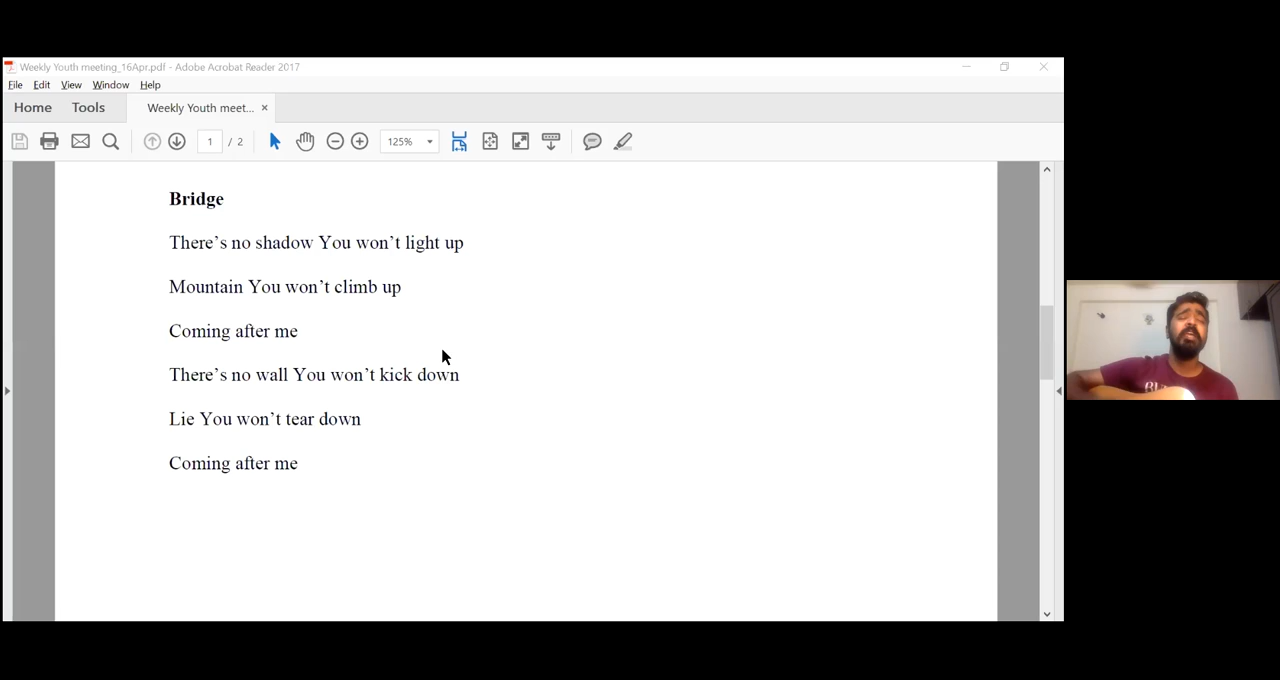 Weekly Youth meeting_16Apr.pdf - Adobe Acrobat Reader 2017
File Edit View Window Help
Home Tools Weekly Youth meet... ×
1 / 2 125%
Bridge
There’s no shadow You won’t light up
Mountain You won’t climb up
Coming after me
There’s no wall You won’t kick down
Lie You won’t tear down
Coming after me